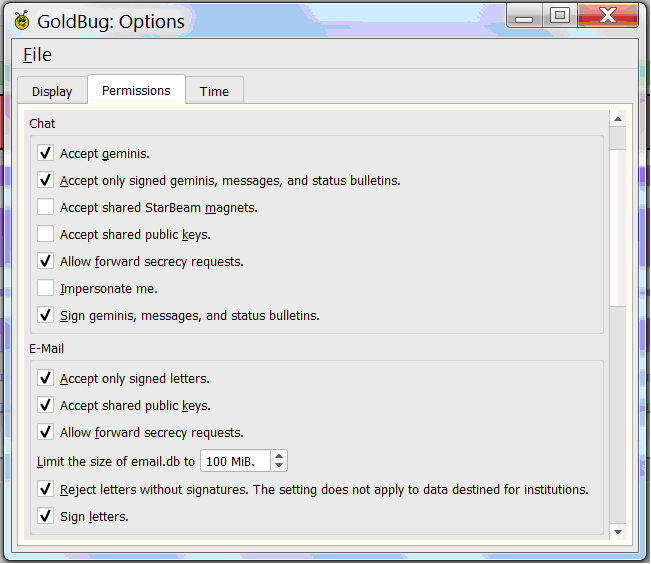 GoldBug: Options
File
Display Permissions Time
Chat
Accept geminis.
Accept only signed geminis, messages, and status bulletins.
Accept shared StarBeam magnets.
Accept shared public keys.
Allow forward secrecy requests.
Impersonate me.
Sign geminis, messages, and status bulletins.
E-Mail
Accept only signed letters.
Accept shared public keys.
Allow forward secrecy requests.
Limit the size of email.db to 100 MiB.
Reject letters without signatures. The setting does not apply to data destined for institutions.
Sign letters.